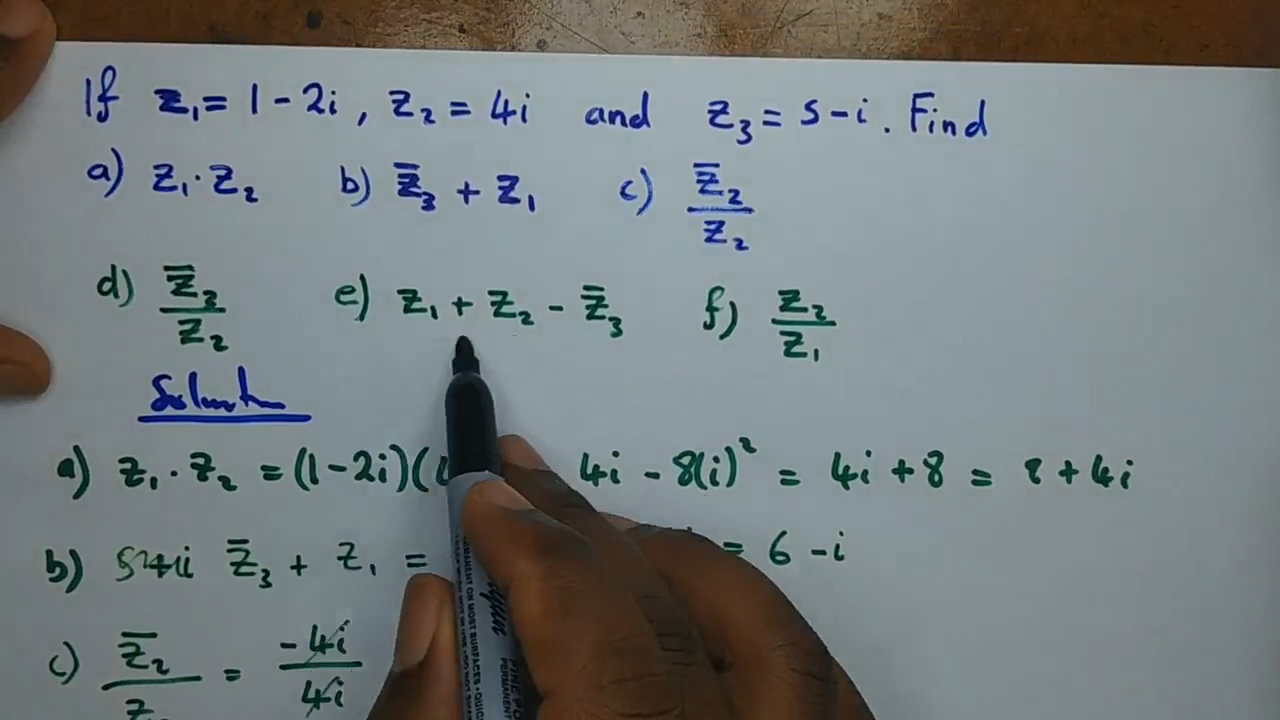 If z₁ = 1 - 2i, z₂ = 4i and z₃ = 5 - i. Find
a) z₁·z₂ b) z̄₃ + z₁ c) z̄₂/z₂
d) z̄₃/z₂ e) z₁ + z₂ - z̄₃ f) z₂/z₁
Solution
a) z₁·z₂ = (1-2i)( 4i - 8(i)² = 4i + 8 = 8 + 4i
b) z̄₃ + z₁ = = 6 - i
c) z̄₂/z = -4i/4i